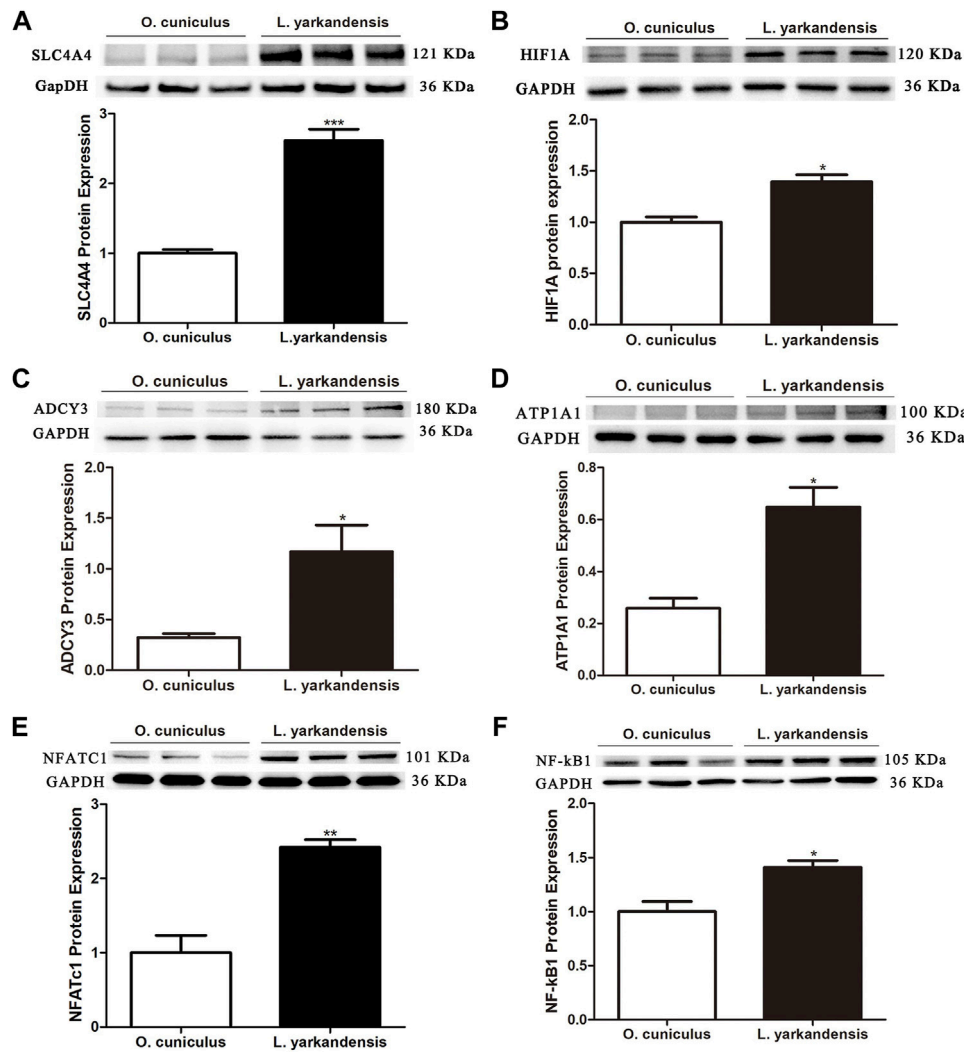 A
O. cuniculus L. yarkandensis
SLC4A4 121 KDa
GapDH 36 KDa
SLC4A4 Protein Expression
3
2
1
0
O. cuniculus L.yarkandensis
B
O. cuniculus L. yarkandensis
HIF1A 120 KDa
GAPDH 36 KDa
HIF1A protein expression
2.0
1.5
1.0
1.5
0.0
*
O. cuniculus L. yarkandensis
***
C
O. cuniculus L. yarkandensis
ADCY3 180 KDa
GAPDH 36 KDa
ADCY3 Protein Expression
2.0
1.5
1.0
0.5
0.0
*
O. cuniculus L. yarkandensis
D
O. cuniculus L. yarkandensis
ATP1A1 100 KDa
GAPDH 36 KDa
ATP1A1 Protein Expression
0.8
0.6
0.4
0.2
0.0
*
O. cuniculus L. yarkandensis
E
O. cuniculus L. yarkandensis
NFATC1 101 KDa
GAPDH 36 KDa
NFATc1 Protein Expression
3
2
1
0
**
O. cuniculus L. yarkandensis
F
O. cuniculus L. yarkandensis
NF-kB1 105 KDa
GAPDH 36 KDa
NF-kB1 Protein Expression
2.0
1.5
1.0
0.5
0.0
*
O. cuniculus L. yarkandensis